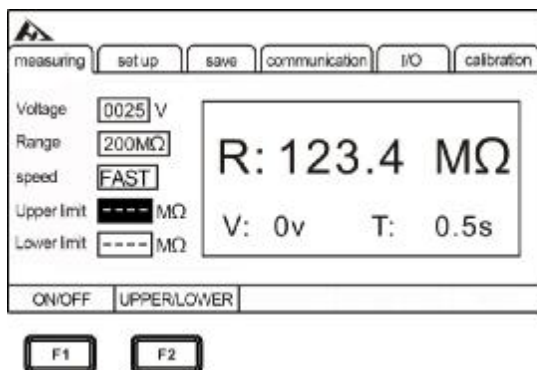 measuring set up save communication I/O calibration
Voltage 0025 V
Range 200MΩ
speed FAST
Upper limit ---- MΩ
Lower limit ---- MΩ
R: 123.4 MΩ
V: 0v T: 0.5s
ON/OFF UPPER/LOWER
F1 F2